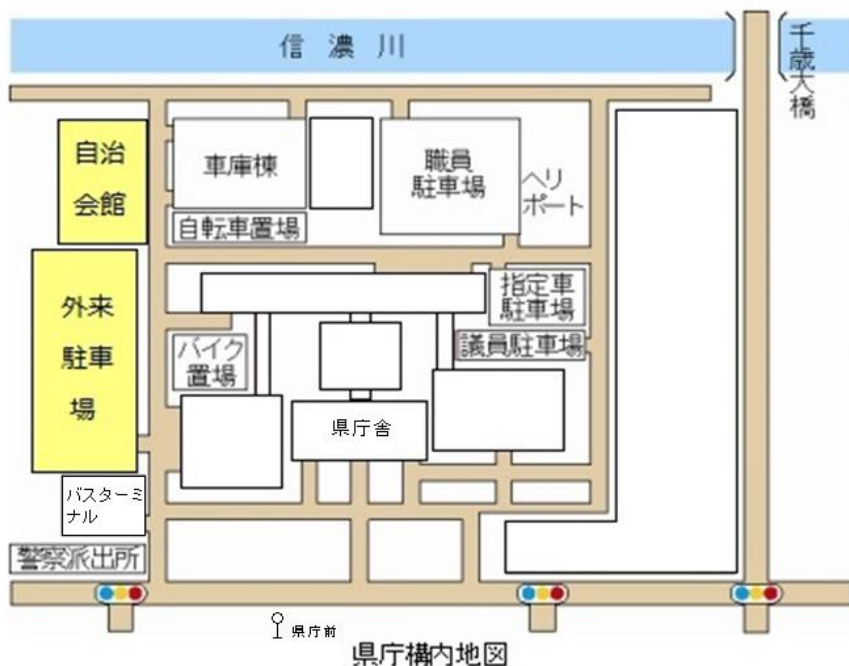 信濃川
千歳大橋
自治
会館
車庫棟
職員
駐車場
ヘリ
ポート
自転車置場
外来
駐車
場
指定車
駐車場
バイク
置場
議員駐車場
県庁舎
バスターミ
ナル
警察派出所
県庁前
県庁構内地図